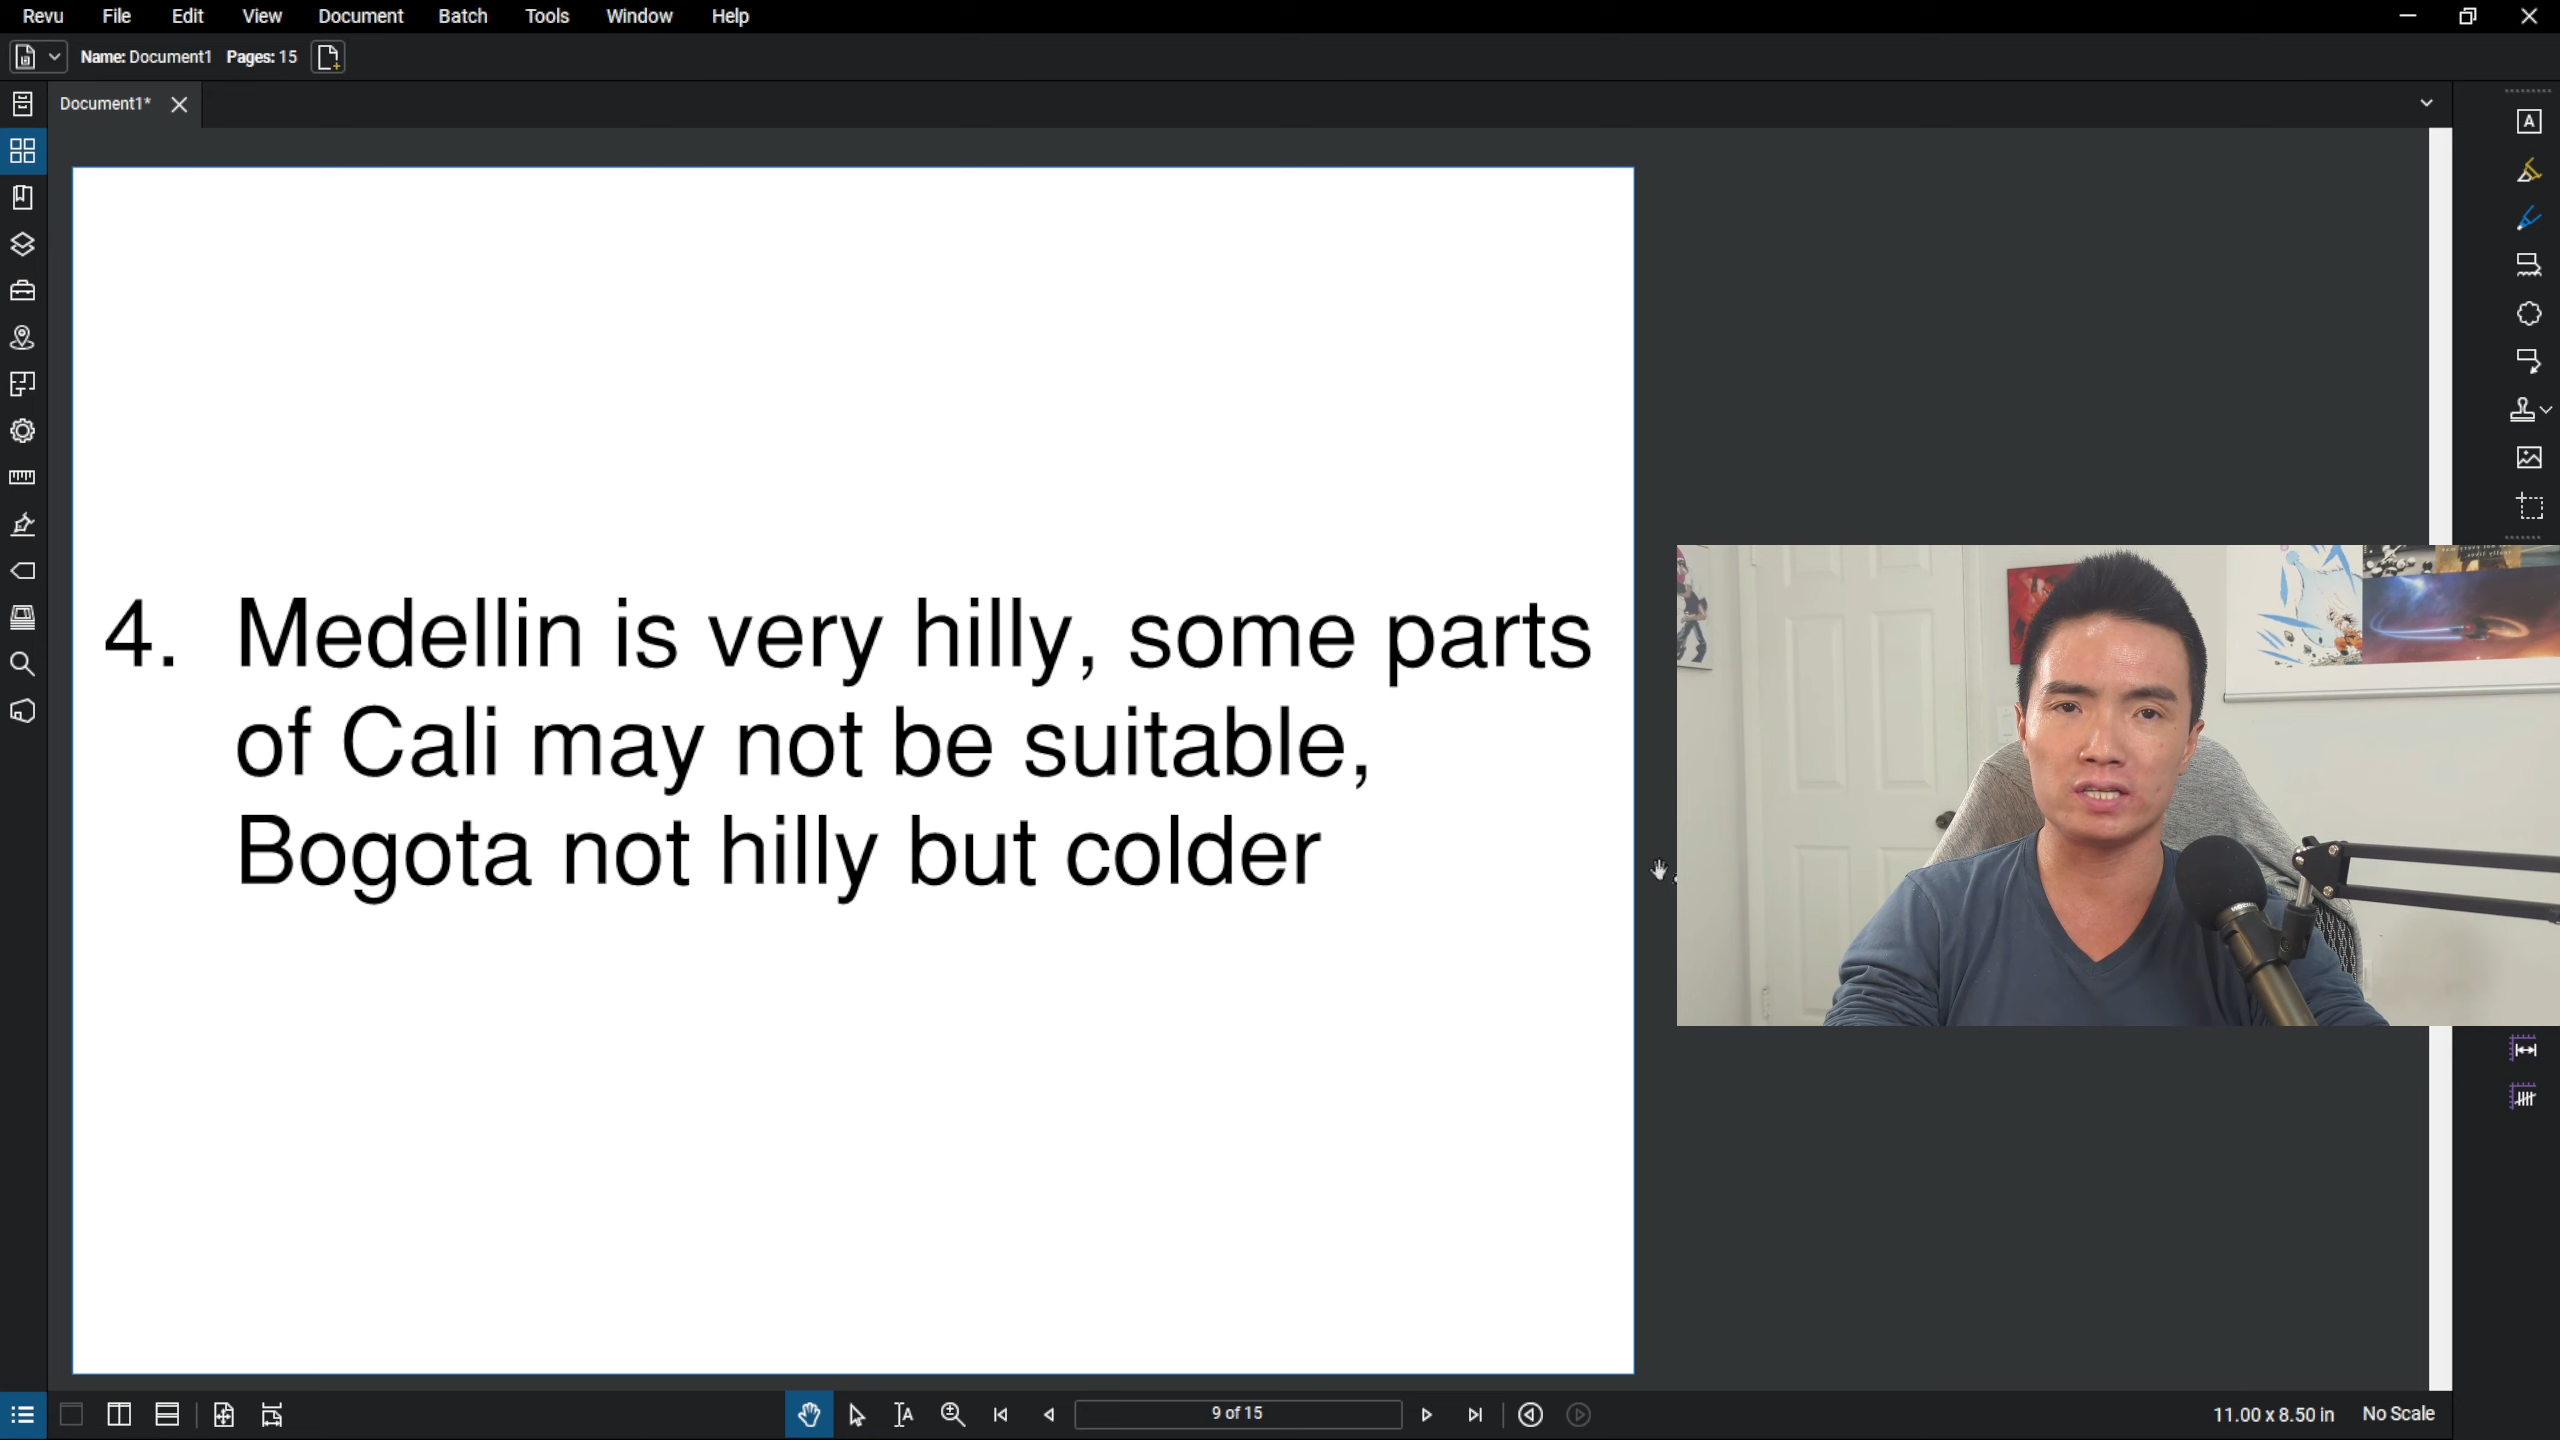 Revu File Edit View Document Batch Tools Window Help
Name: Document1 Pages: 15
Document1*
4. Medellin is very hilly, some parts
of Cali may not be suitable,
Bogota not hilly but colder
9 of 15
11.00 x 8.50 in No Scale